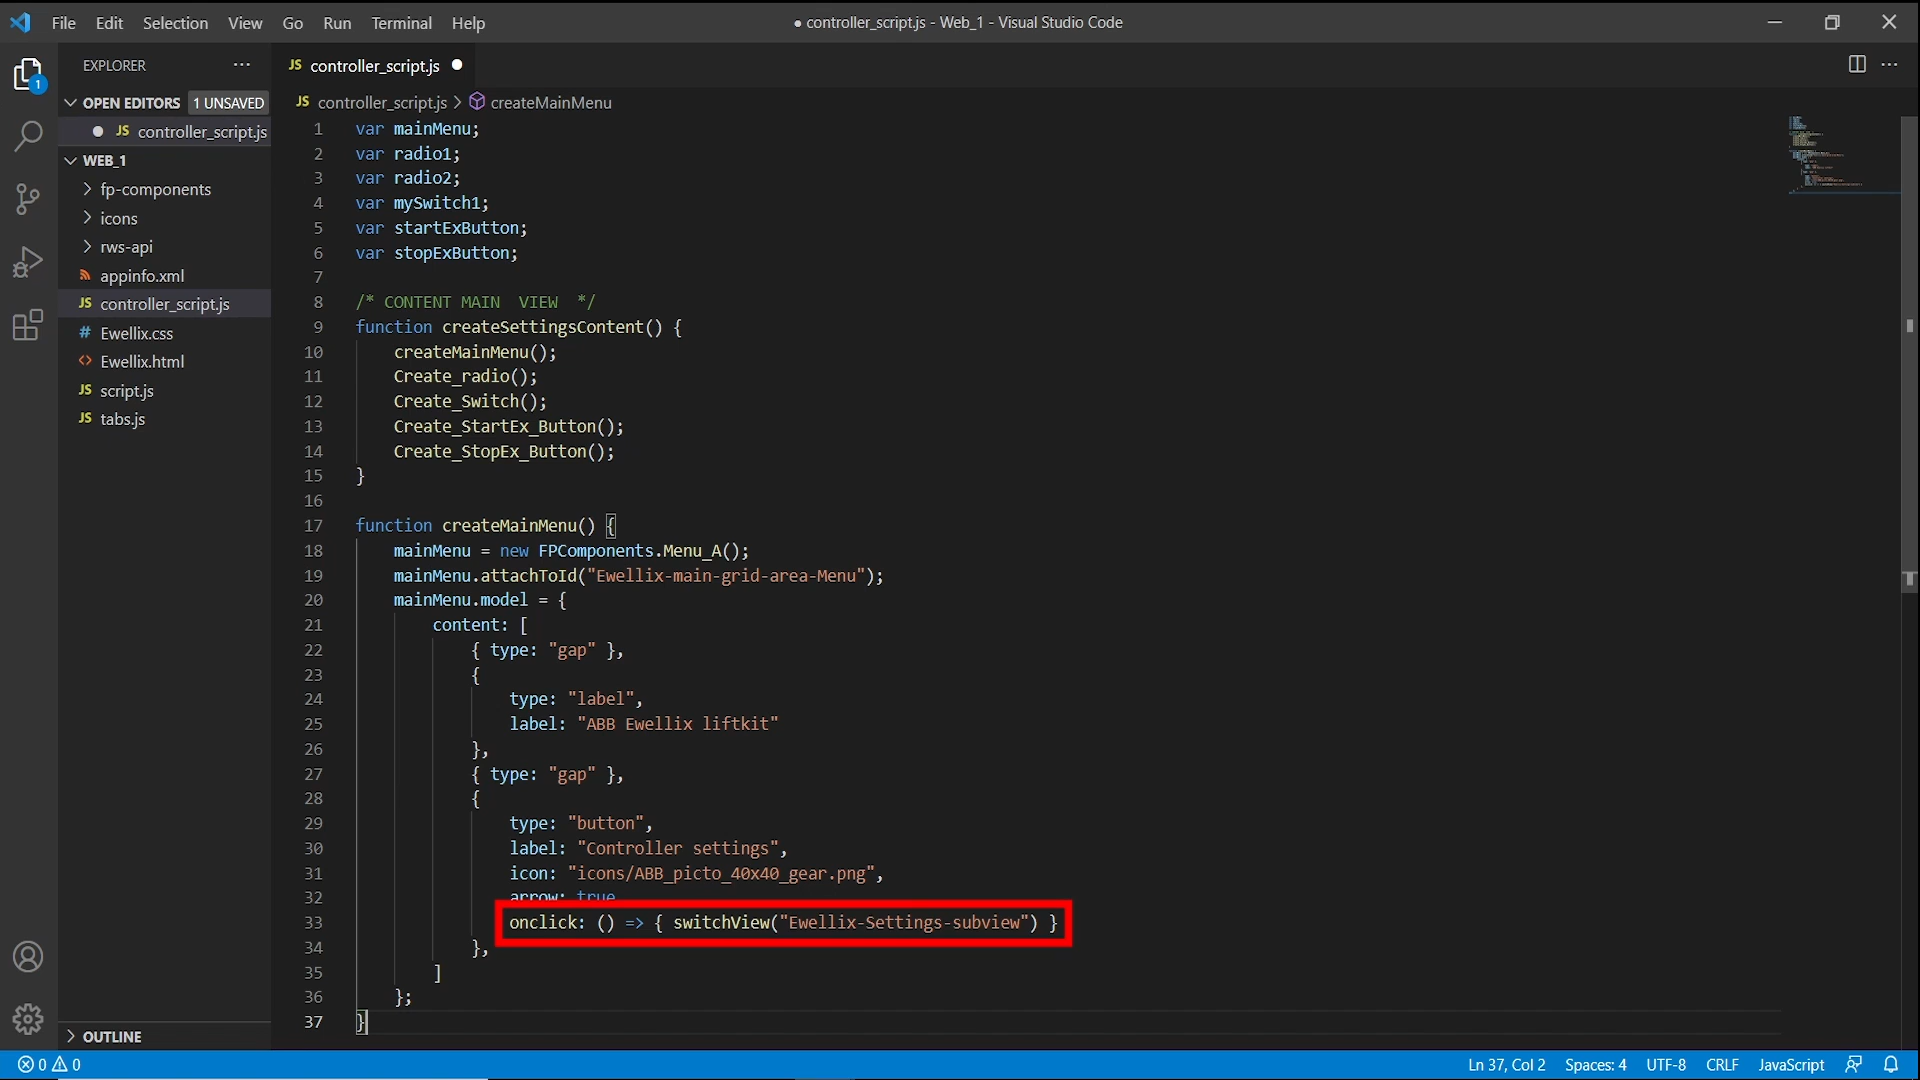 File Edit Selection View Go Run Terminal Help
● controller_script.js - Web_1 - Visual Studio Code
EXPLORER
1
OPEN EDITORS 1 UNSAVED
JS controller_script.js
WEB_1
fp-components
icons
rws-api
appinfo.xml
JS controller_script.js
# Ewellix.css
<> Ewellix.html
JS script.js
JS tabs.js
OUTLINE
JS controller_script.js
JS controller_script.js > createMainMenu
1 var mainMenu;
2 var radio1;
3 var radio2;
4 var mySwitch1;
5 var startExButton;
6 var stopExButton;
7
8 /* CONTENT MAIN  VIEW  */
9 function createSettingsContent() {
10     createMainMenu();
11     Create_radio();
12     Create_Switch();
13     Create_StartEx_Button();
14     Create_StopEx_Button();
15 }
16
17 function createMainMenu() {
18     mainMenu = new FPComponents.Menu_A();
19     mainMenu.attachToId("Ewellix-main-grid-area-Menu");
20     mainMenu.model = {
21         content: [
22             { type: "gap" },
23             {
24                 type: "label",
25                 label: "ABB Ewellix liftkit"
26             },
27             { type: "gap" },
28             {
29                 type: "button",
30                 label: "Controller settings",
31                 icon: "icons/ABB_picto_40x40_gear.png",
32                 arrow: true
33                 onclick: () => { switchView("Ewellix-Settings-subview") }
34             },
35         ]
36     };
37 }
0 0
Ln 37, Col 2 Spaces: 4 UTF-8 CRLF JavaScript